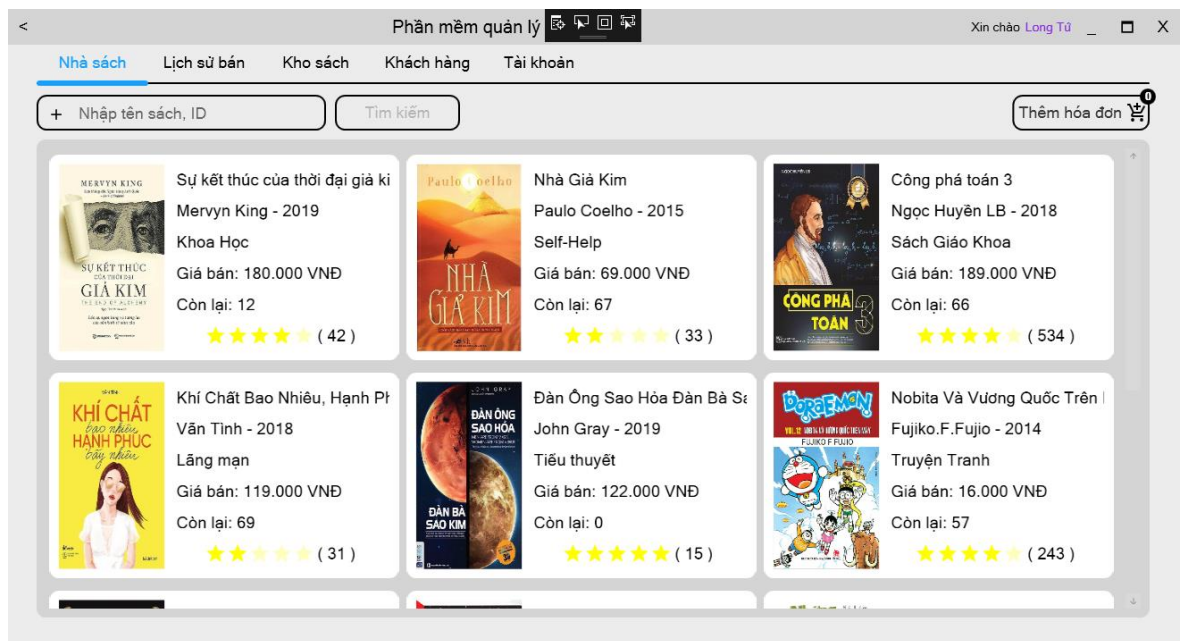 <
Phần mềm quản lý
Xin chào Long Tứ _ X
Nhà sách Lịch sử bán Kho sách Khách hàng Tài khoản
+ Nhập tên sách, ID
Tìm kiếm
Thêm hóa đơn 0
MERVYN KING
SỰ KẾT THÚC
CỦA THỜI ĐẠI
GIẢ KIM
THE END OF ALCHEMY
Sự kết thúc của thời đại giả ki
Mervyn King - 2019
Khoa Học
Giá bán: 180.000 VNĐ
Còn lại: 12
( 42 )
Paulo Coelho
NHÀ
GIẢ KIM
Nhà Giả Kim
Paulo Coelho - 2015
Self-Help
Giá bán: 69.000 VNĐ
Còn lại: 67
( 33 )
CÔNG PHÁ
TOÁN 3
Công phá toán 3
Ngọc Huyền LB - 2018
Sách Giáo Khoa
Giá bán: 189.000 VNĐ
Còn lại: 66
( 534 )
KHÍ CHẤT
bao nhiêu
HẠNH PHÚC
bấy nhiêu
Khí Chất Bao Nhiêu, Hạnh Ph
Vãn Tình - 2018
Lãng mạn
Giá bán: 119.000 VNĐ
Còn lại: 69
( 31 )
JOHN GRAY
ĐÀN ÔNG
SAO HỎA
ĐÀN BÀ
SAO KIM
Đàn Ông Sao Hỏa Đàn Bà Sa
John Gray - 2019
Tiểu thuyết
Giá bán: 122.000 VNĐ
Còn lại: 0
( 15 )
DORAEMON
FUJIKO F FUJIO
Nobita Và Vương Quốc Trên
Fujiko.F.Fujio - 2014
Truyện Tranh
Giá bán: 16.000 VNĐ
Còn lại: 57
( 243 )